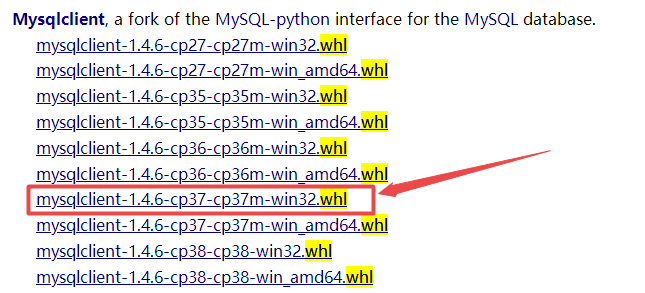 Mysqlclient, a fork of the MySQL-python interface for the MySQL database.
mysqlclient-1.4.6-cp27-cp27m-win32.whl
mysqlclient-1.4.6-cp27-cp27m-win_amd64.whl
mysqlclient-1.4.6-cp35-cp35m-win32.whl
mysqlclient-1.4.6-cp35-cp35m-win_amd64.whl
mysqlclient-1.4.6-cp36-cp36m-win32.whl
mysqlclient-1.4.6-cp36-cp36m-win_amd64.whl
mysqlclient-1.4.6-cp37-cp37m-win32.whl
mysqlclient-1.4.6-cp37-cp37m-win_amd64.whl
mysqlclient-1.4.6-cp38-cp38-win32.whl
mysqlclient-1.4.6-cp38-cp38-win_amd64.whl